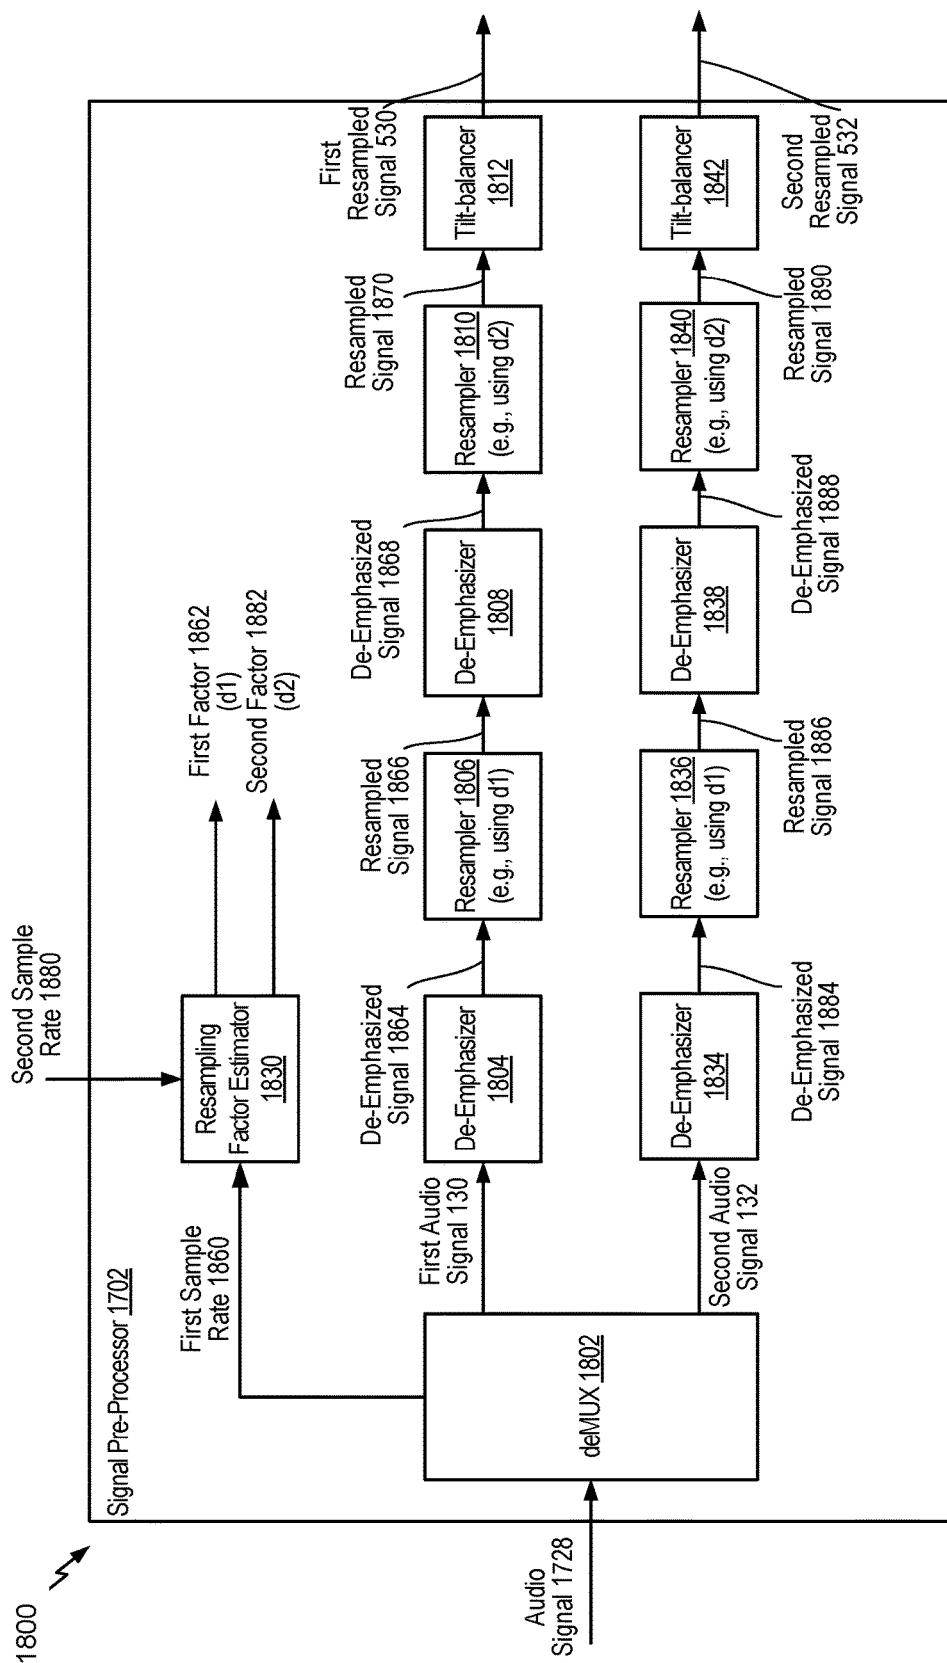 1800
Signal Pre-Processor 1702
Audio
Signal 1728
deMUX 1802
First Sample
Rate 1860
Second Sample
Rate 1880
Resampling
Factor Estimator
1830
First Factor 1862
(d1)
Second Factor 1882
(d2)
First Audio
Signal 130
De-Emphasizer
1804
De-Emphasized
Signal 1864
Resampler 1806
(e.g., using d1)
Resampled
Signal 1866
De-Emphasizer
1808
De-Emphasized
Signal 1868
Resampler 1810
(e.g., using d2)
Resampled
Signal 1870
Tilt-balancer
1812
First
Resampled
Signal 530
Second Audio
Signal 132
De-Emphasizer
1834
De-Emphasized
Signal 1884
Resampler 1836
(e.g., using d1)
Resampled
Signal 1886
De-Emphasizer
1838
De-Emphasized
Signal 1888
Resampler 1840
(e.g., using d2)
Resampled
Signal 1890
Tilt-balancer
1842
Second
Resampled
Signal 532